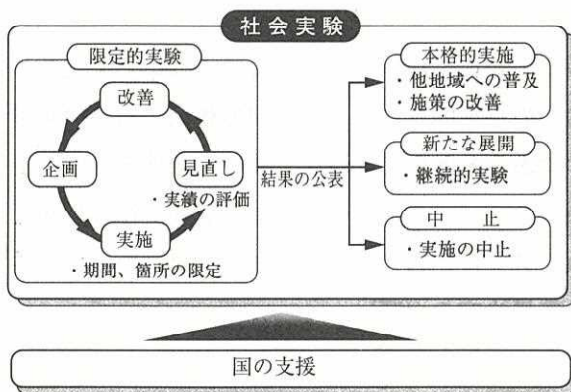 社会実験
限定的実験
改善
企画
見直し
・実績の評価
実施
・期間、箇所の限定
結果の公表
本格的実施
・他地域への普及
・施策の改善
新たな展開
・継続的実験
中 止
・実施の中止
国の支援